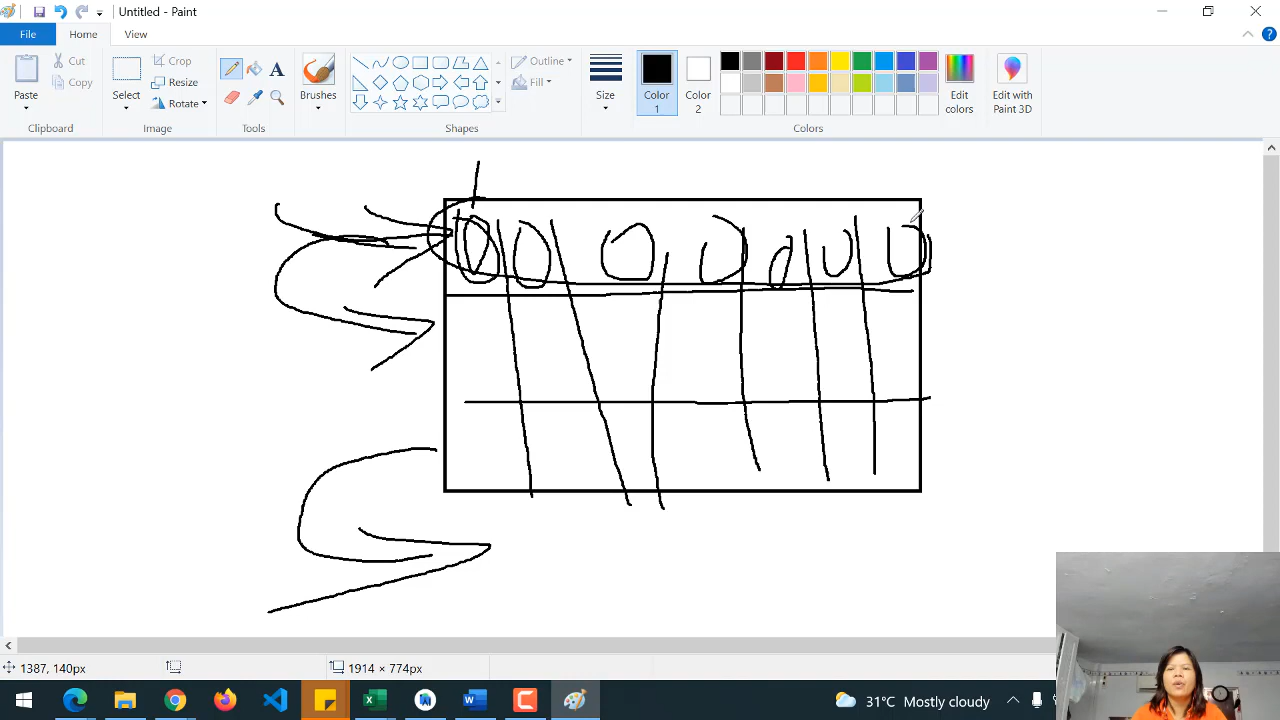 Untitled - Paint
File
Home
View
Paste
Cut
Copy
Clipboard
Select
Crop
Resize
Rotate
Image
A
Tools
Brushes
Shapes
Outline
Fill
Size
Color
1
Color
2
Colors
Edit
colors
Edit with
Paint 3D
1387, 140px
1914 × 774px
31°C Mostly cloudy